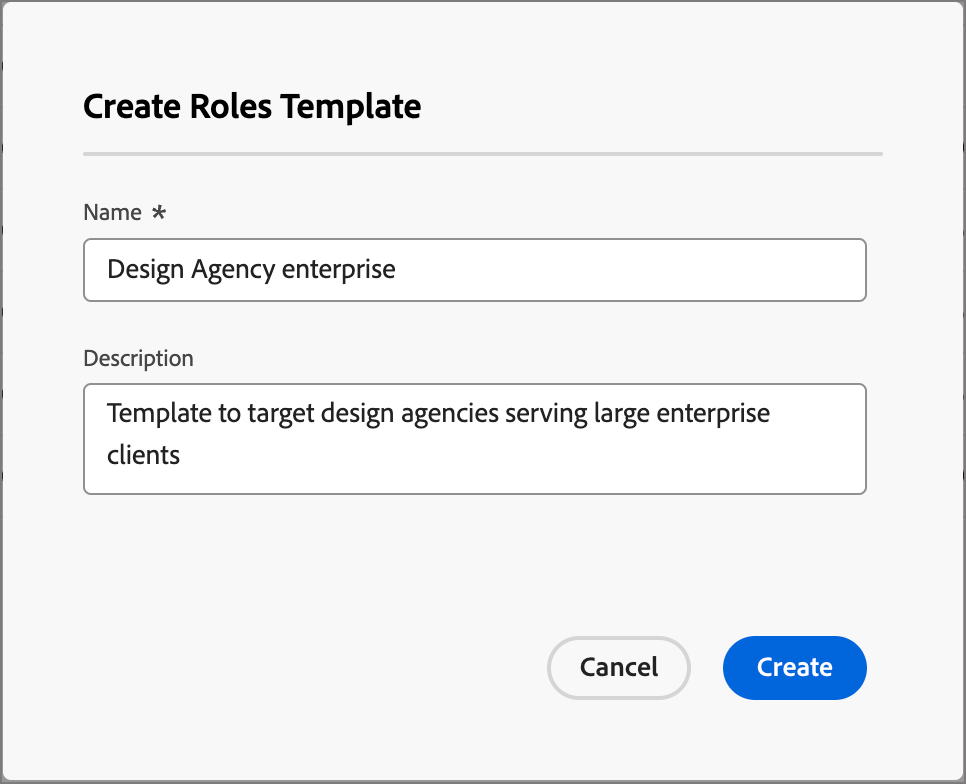 Create Roles Template
Name *
Design Agency enterprise
Description
Template to target design agencies serving large enterprise
clients
Cancel
Create